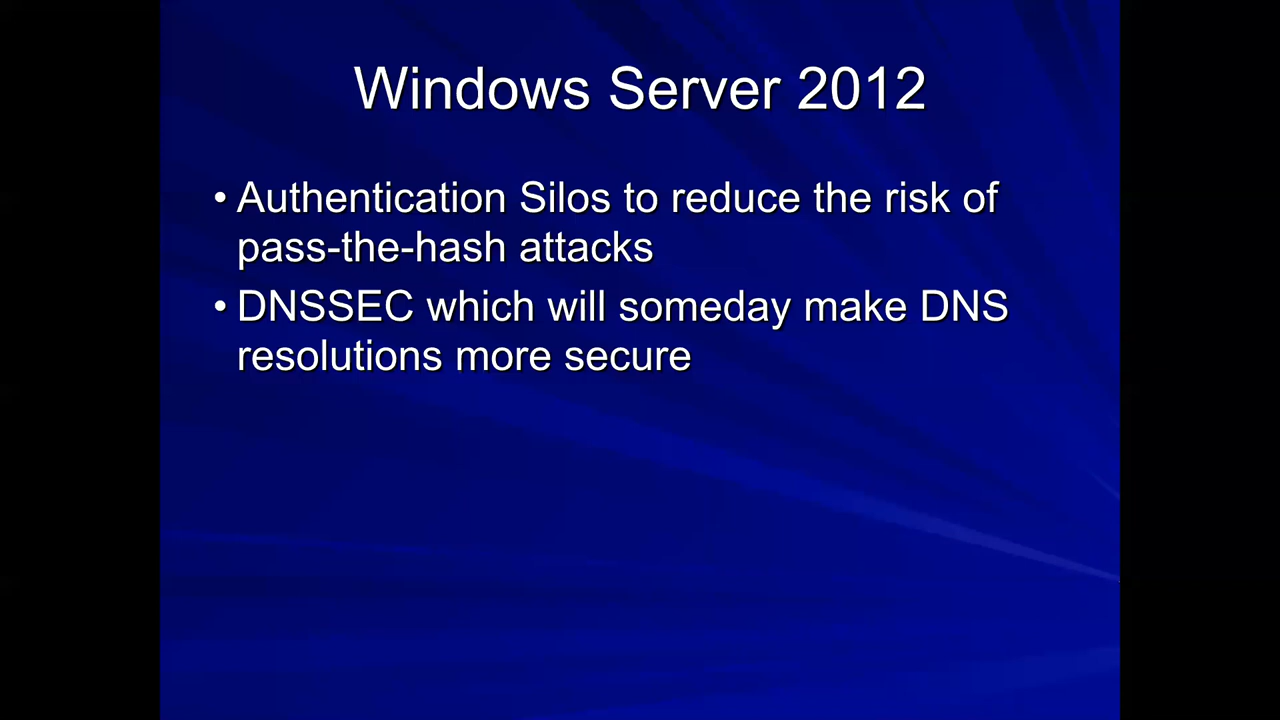 Windows Server 2012
• Authentication Silos to reduce the risk of
pass-the-hash attacks
• DNSSEC which will someday make DNS
resolutions more secure